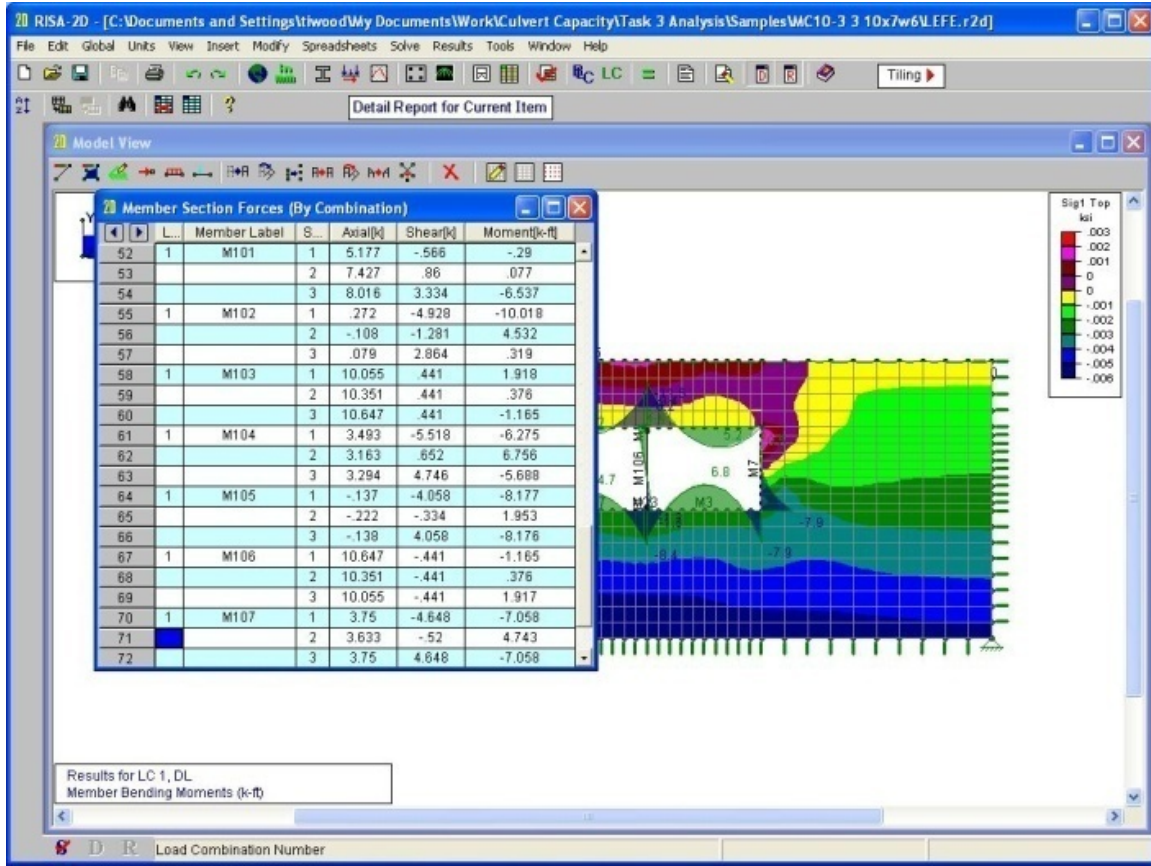 RISA-2D - [C:\Documents and Settings\tiwood\My Documents\Work\Culvert Capacity\Task 3 Analysis\Samples\MC10-3 3 10x7w6\LEFE.r2d]
File Edit Global Units View Insert Modify Spreadsheets Solve Results Tools Window Help
LC
D R Tiling
Detail Report for Current Item
Model View
Member Section Forces (By Combination)
L... Member Label S... Axial[k] Shear[k] Moment[k-ft]
52 1 M101 1 5.177 -.566 -.29
53 2 7.427 .86 .077
54 3 8.016 3.334 -6.537
55 1 M102 1 .272 -4.928 -10.018
56 2 -.108 -1.281 4.532
57 3 .079 2.864 .319
58 1 M103 1 10.055 .441 1.918
59 2 10.351 .441 .376
60 3 10.647 .441 -1.165
61 1 M104 1 3.493 -5.518 -6.275
62 2 3.163 .652 6.756
63 3 3.294 4.746 -5.688
64 1 M105 1 -.137 -4.058 -8.177
65 2 -.222 -.334 1.953
66 3 -.138 4.058 -8.176
67 1 M106 1 10.647 -.441 -1.165
68 2 10.351 -.441 .376
69 3 10.055 -.441 1.917
70 1 M107 1 3.75 -4.648 -7.058
71 2 3.633 -.52 4.743
72 3 3.75 4.648 -7.058
Y
Sig1 Top
ksi
.003
.002
.001
0
0
-.001
-.002
-.003
-.004
-.005
-.006
5.2
4.7
M106
6.8
M7
M3
-7.9
-8.4
-7.9
Results for LC 1, DL
Member Bending Moments (k-ft)
D R Load Combination Number